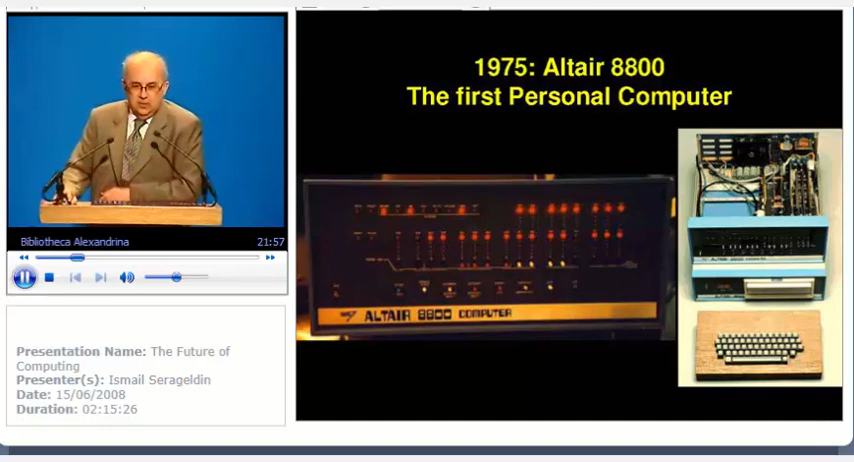 1975: Altair 8800
The first Personal Computer
ALTAIR 8800 COMPUTER
Bibliotheca Alexandrina
21:57
Presentation Name: The Future of
Computing
Presenter(s): Ismail Serageldin
Date: 15/06/2008
Duration: 02:15:26